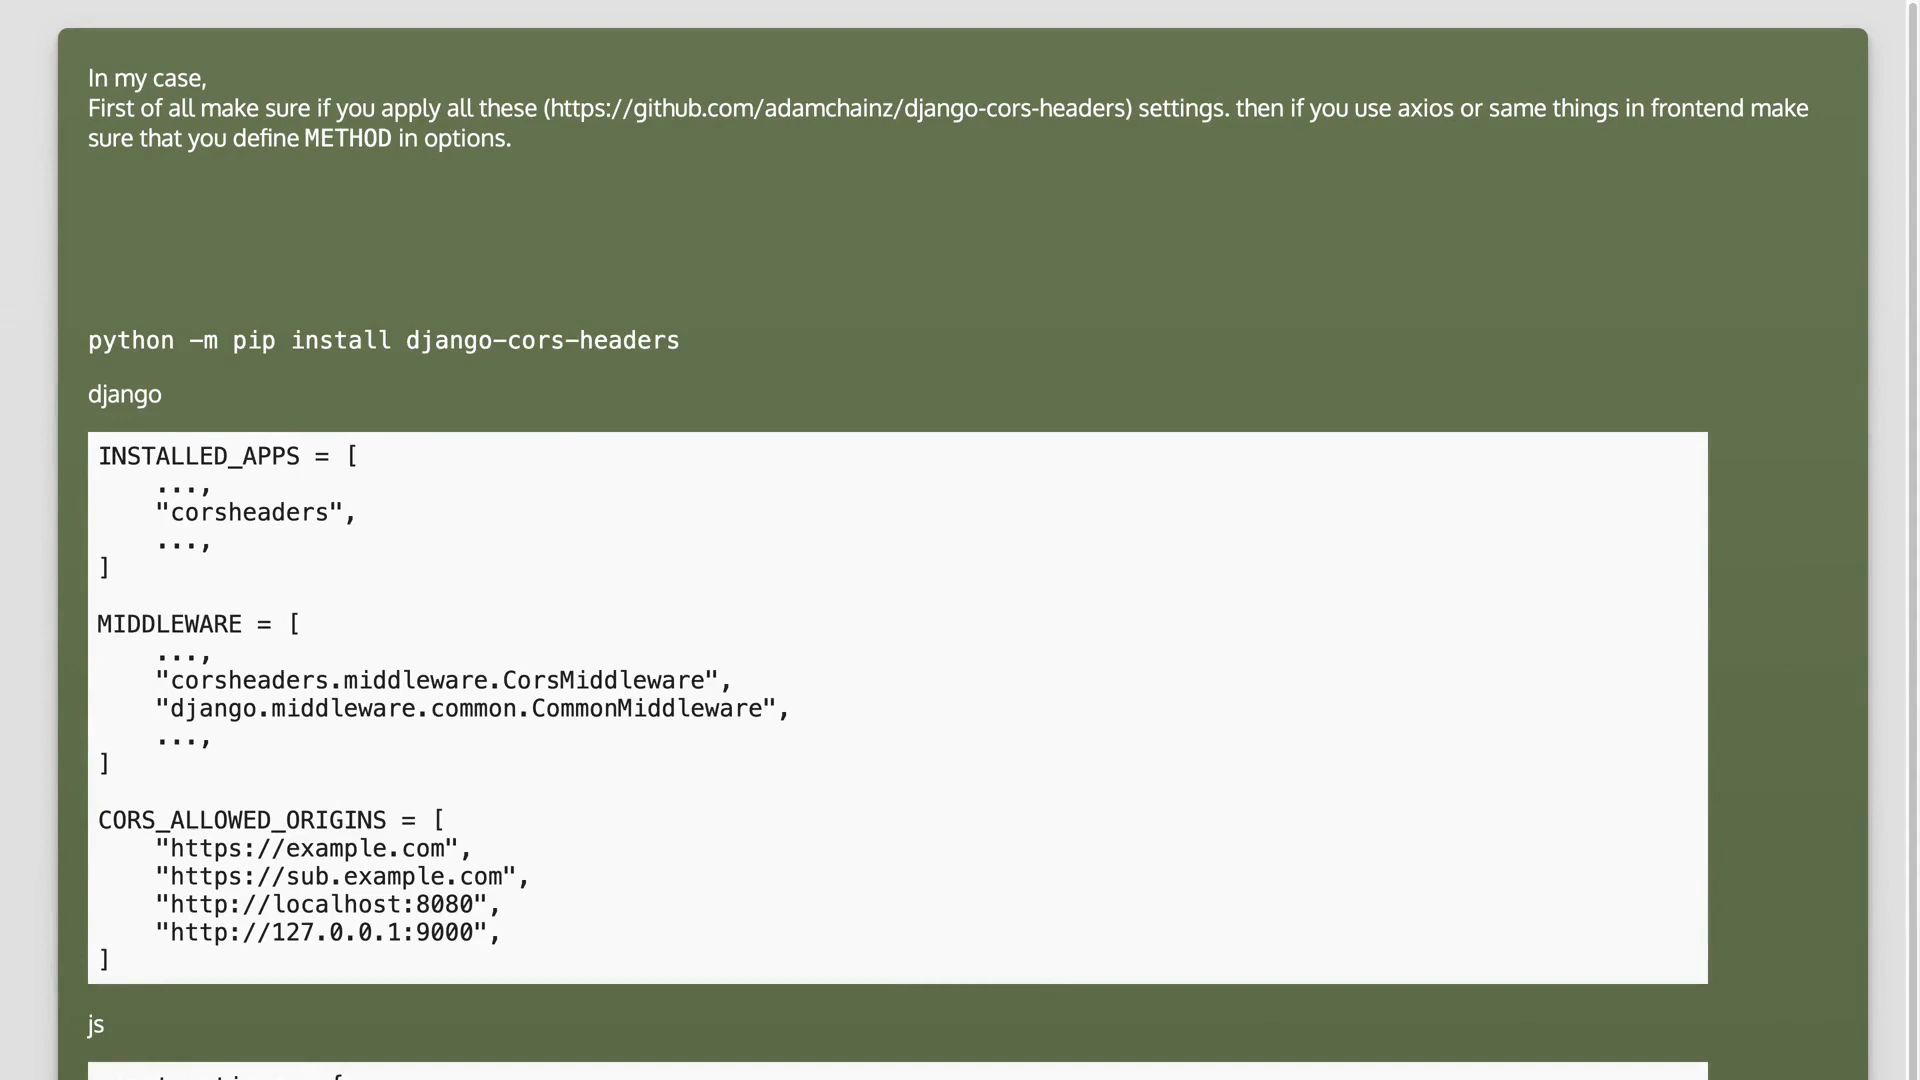 In my case,
First of all make sure if you apply all these (https://github.com/adamchainz/django-cors-headers) settings. then if you use axios or same things in frontend make
sure that you define METHOD in options.
python -m pip install django-cors-headers
django
INSTALLED_APPS = [
    ...,
    "corsheaders",
    ...,
]
MIDDLEWARE = [
    ...,
    "corsheaders.middleware.CorsMiddleware",
    "django.middleware.common.CommonMiddleware",
    ...,
]
CORS_ALLOWED_ORIGINS = [
    "https://example.com",
    "https://sub.example.com",
    "http://localhost:8080",
    "http://127.0.0.1:9000",
]
js